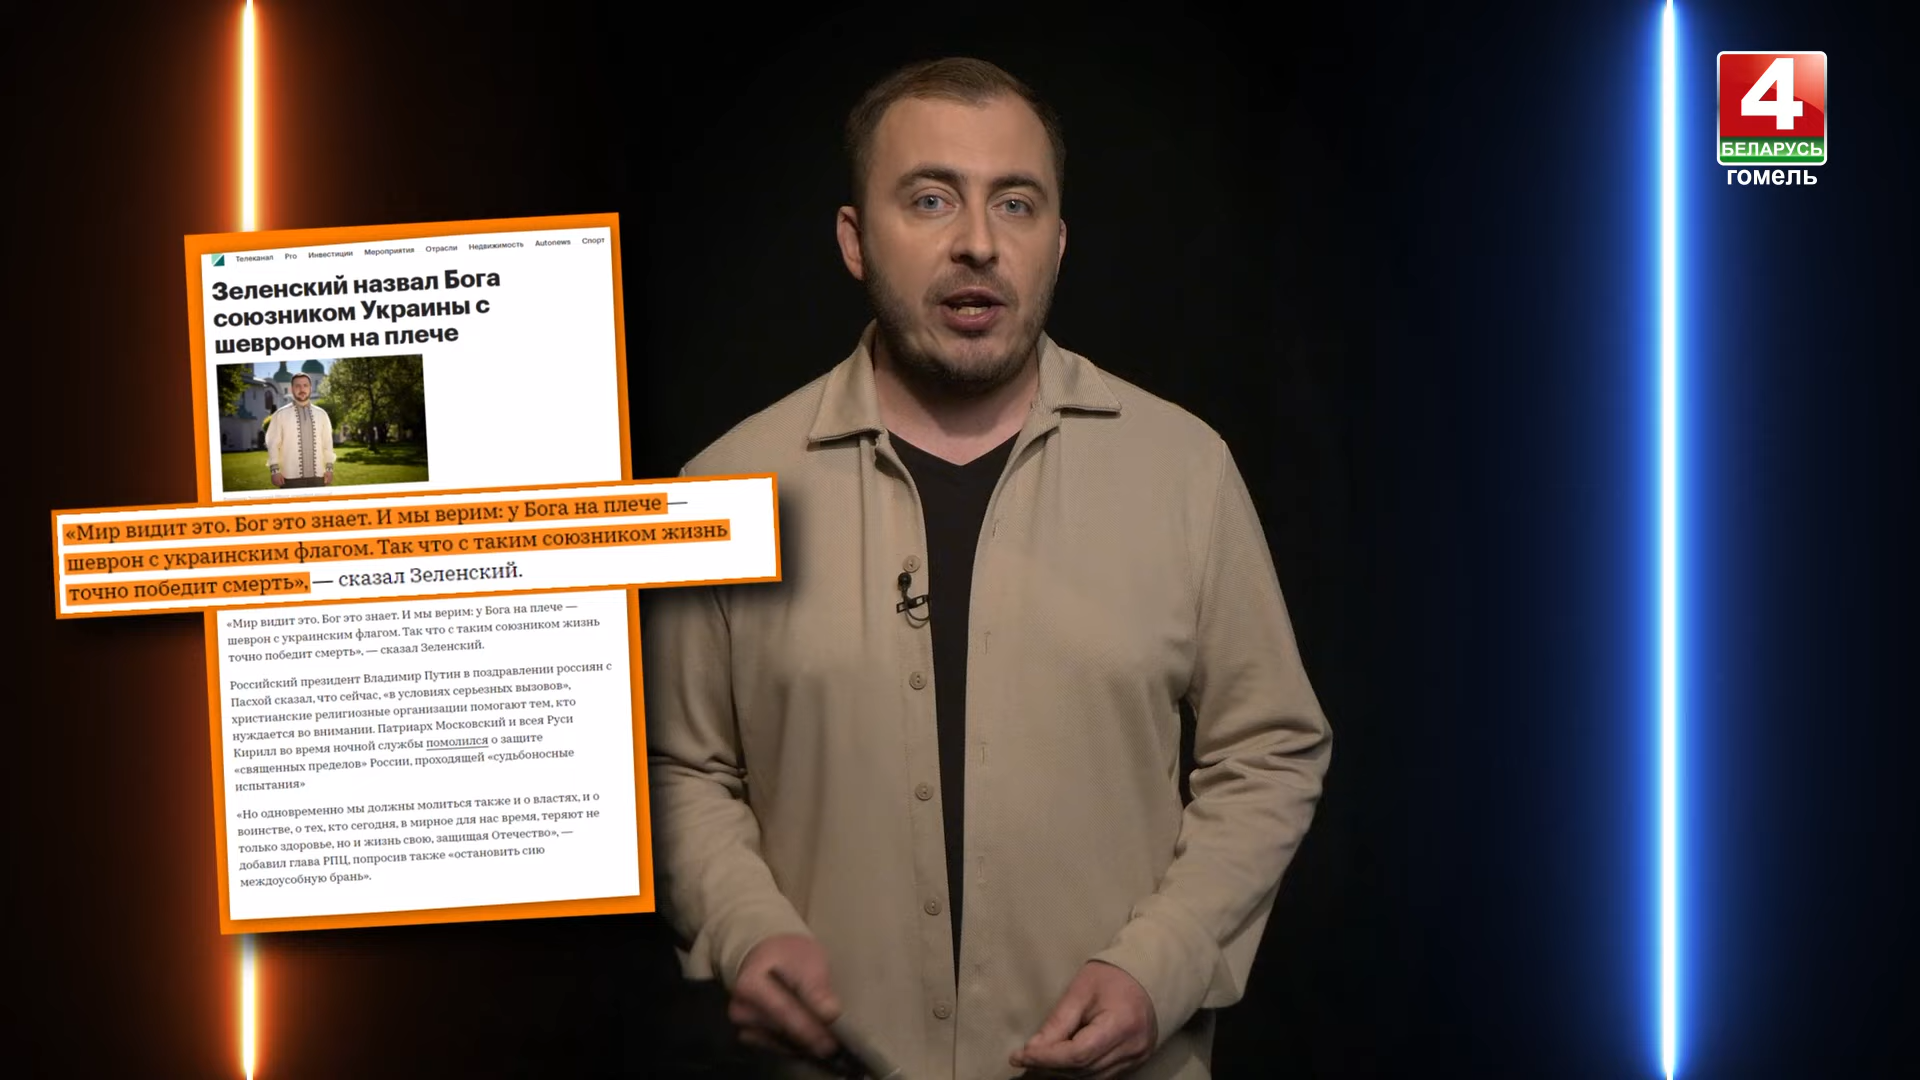 4
БЕЛАРУСЬ
гомель
Телеканал Pro Инвестиции Мероприятия Отрасли Недвижимость Autonews Спорт
Зеленский назвал Бога
союзником Украины с
шевроном на плече
«Мир видит это. Бог это знает. И мы верим: у Бога на плече —
шеврон с украинским флагом. Так что с таким союзником жизнь
точно победит смерть», — сказал Зеленский.
«Мир видит это. Бог это знает. И мы верим: у Бога на плече —
шеврон с украинским флагом. Так что с таким союзником жизнь
точно победит смерть», — сказал Зеленский.
Российский президент Владимир Путин в поздравлении россиян с
Пасхой сказал, что сейчас, «в условиях серьезных вызовов»,
христианские религиозные организации помогают тем, кто
нуждается во внимании. Патриарх Московский и всея Руси
Кирилл во время ночной службы помолился о защите
«священных пределов» России, проходящей «судьбоносные
испытания»
«Но одновременно мы должны молиться также и о властях, и о
воинстве, о тех, кто сегодня, в мирное для нас время, теряют не
только здоровье, но и жизнь свою, защищая Отечество», —
добавил глава РПЦ, попросив также «остановить сию
междоусобную брань».